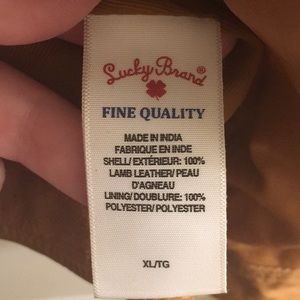 Lucky Brand®
FINE QUALITY
MADE IN INDIA
FABRIQUE EN INDE
SHELL/ EXTÉRIEUR: 100%
LAMB LEATHER/ PEAU
D'AGNEAU
LINING/ DOUBLURE: 100%
POLYESTER/ POLYESTER
XL/TG